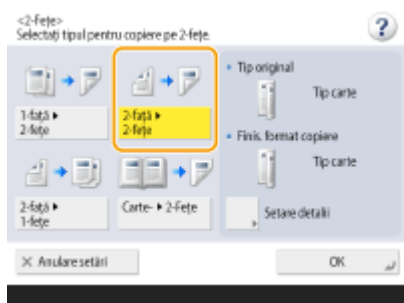 <2-Fețe>
Selectați tipul pentru copiere pe 2-fețe.
?
1-față ▸
2-fețe
2-față ▸
2-fețe
2-față ▸
1-fețe
Carte- ▸ 2-Fețe
• Tip original
Tip carte
• Finis. format copiere
Tip carte
Setare detalii
× Anulare setări
OK